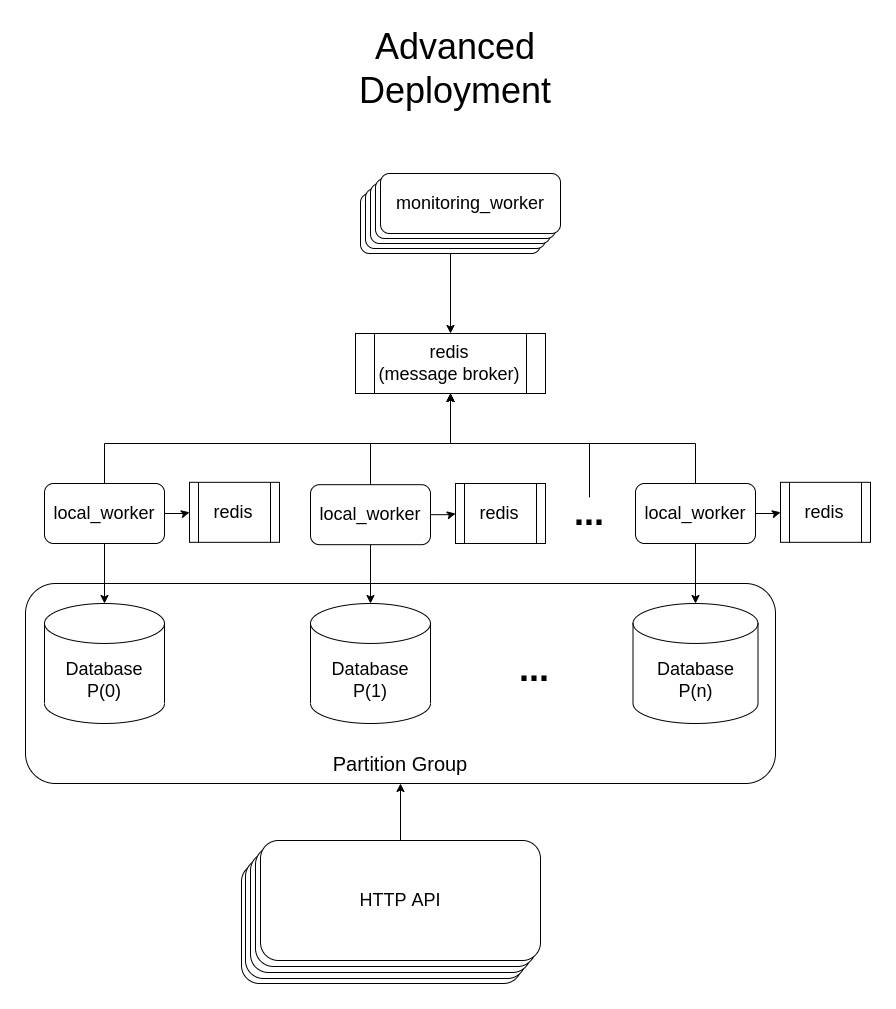 Advanced
Deployment
monitoring_worker
redis
(message broker)
local_worker
redis
local_worker
redis
...
local_worker
redis
Database
P(0)
Database
P(1)
...
Database
P(n)
Partition Group
HTTP API